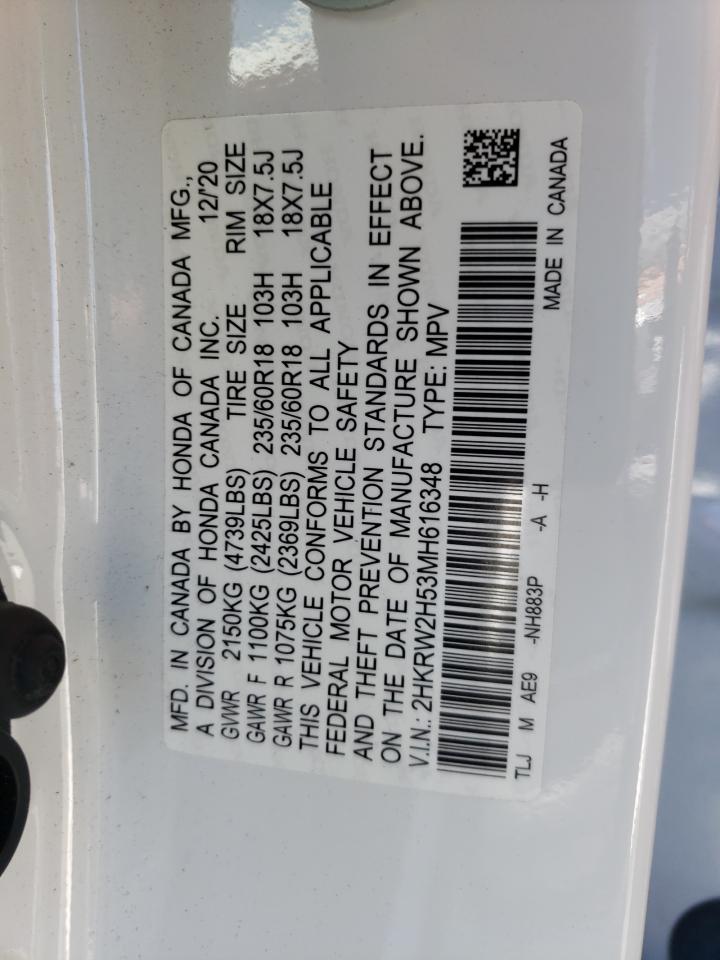 MFD. IN CANADA BY HONDA OF CANADA MFG.,
A DIVISION OF HONDA CANADA INC. 12/'20
GVWR 2150KG (4739LBS) TIRE SIZE RIM SIZE
GAWR F 1100KG (2425LBS) 235/60R18 103H 18X7.5J
GAWR R 1075KG (2369LBS) 235/60R18 103H 18X7.5J
THIS VEHICLE CONFORMS TO ALL APPLICABLE
FEDERAL MOTOR VEHICLE SAFETY
AND THEFT PREVENTION STANDARDS IN EFFECT
ON THE DATE OF MANUFACTURE SHOWN ABOVE.
V.I.N.: 2HKRW2H53MH616348 TYPE: MPV
TLJ M AE9 -NH883P -A -H
MADE IN CANADA